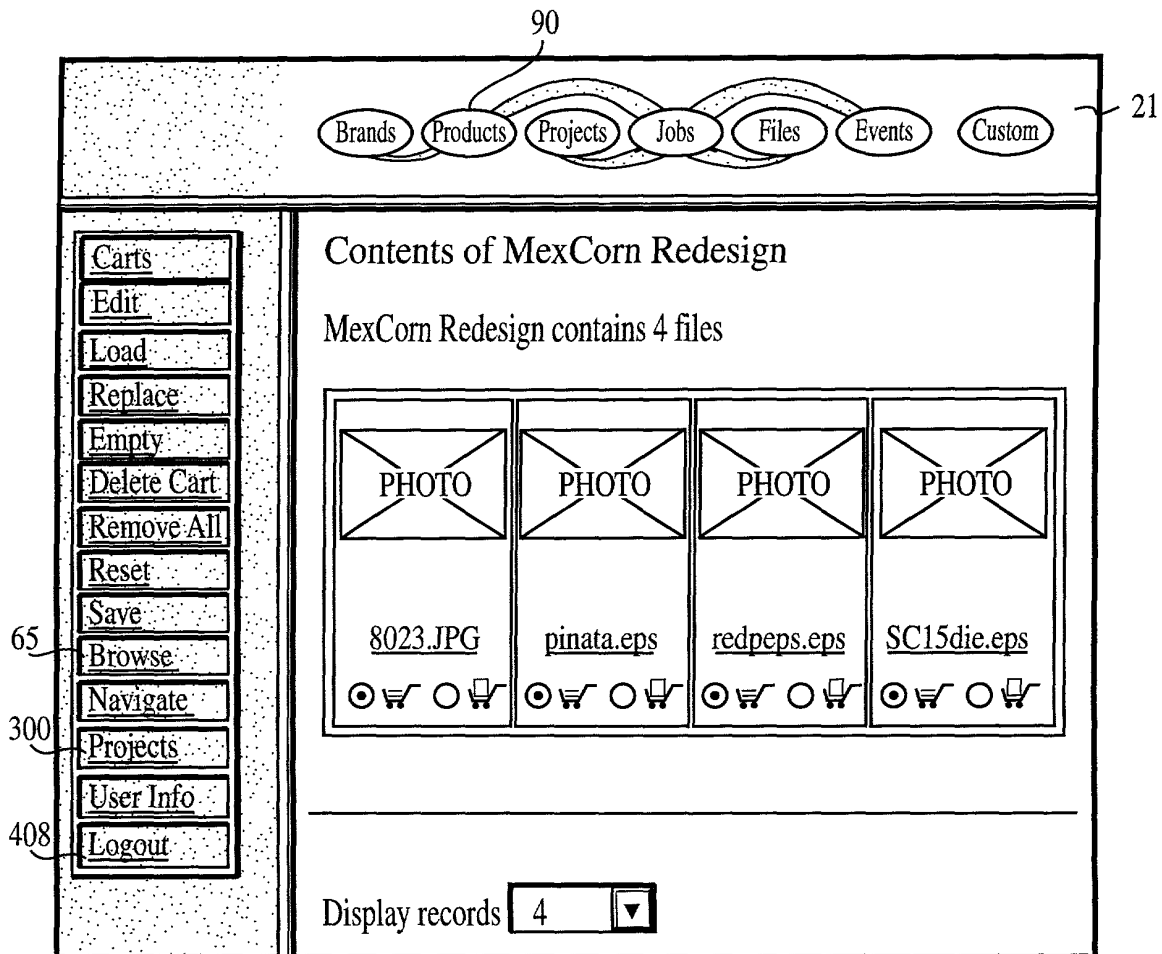 90
21
Brands Products Projects Jobs Files Events Custom
Carts
Edit
Load
Replace
Empty
Delete Cart
Remove All
Reset
Save
65
Browse
Navigate
300
Projects
User Info
408
Logout
Contents of MexCorn Redesign
MexCorn Redesign contains 4 files
PHOTO PHOTO PHOTO PHOTO
8023.JPG pinata.eps redpeps.eps SC15die.eps
Display records 4